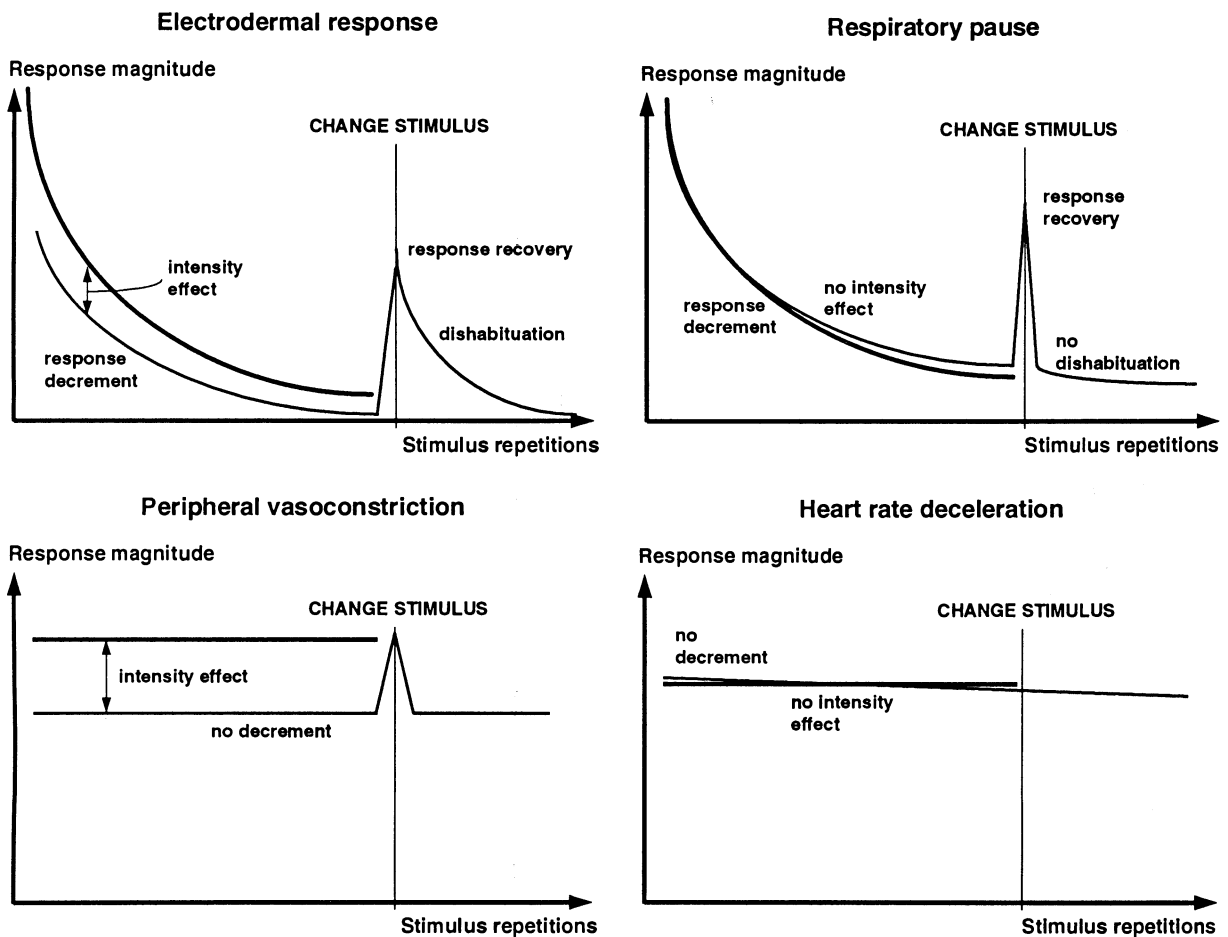 Electrodermal response
Response magnitude
CHANGE STIMULUS
response recovery
intensity
effect
dishabituation
response
decrement
Stimulus repetitions
Respiratory pause
Response magnitude
CHANGE STIMULUS
response
recovery
no intensity
effect
response
decrement
no
dishabituation
Stimulus repetitions
Peripheral vasoconstriction
Response magnitude
CHANGE STIMULUS
intensity effect
no decrement
Stimulus repetitions
Heart rate deceleration
Response magnitude
CHANGE STIMULUS
no
decrement
no intensity
effect
Stimulus repetitions